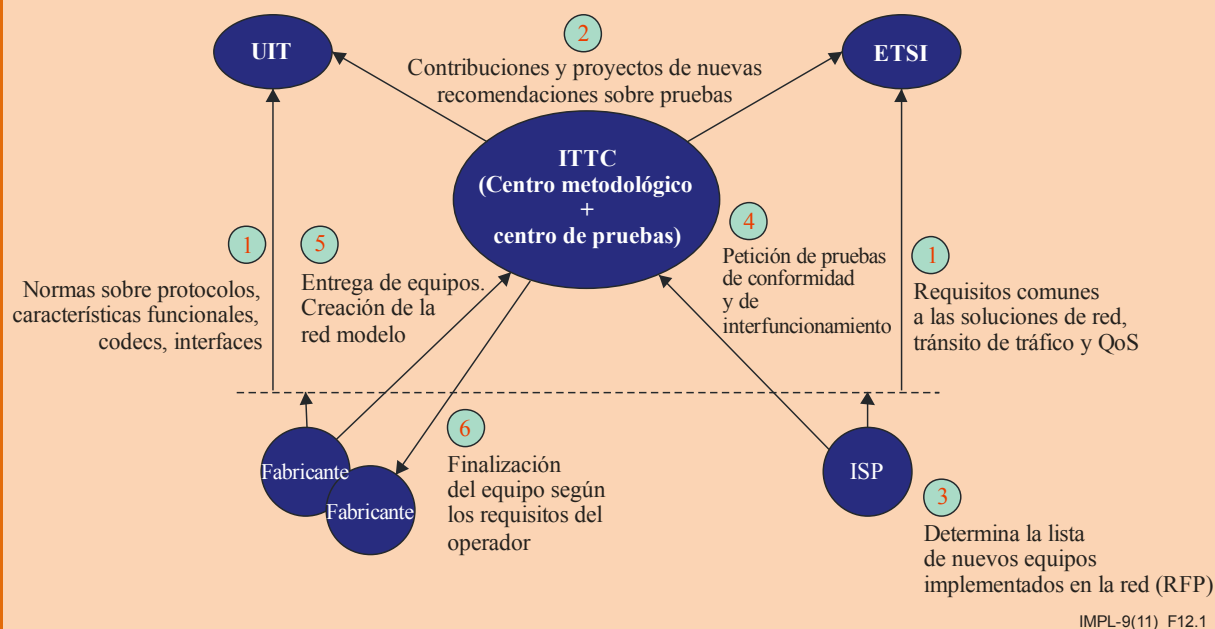 UIT
2
ETSI
Contribuciones y proyectos de nuevas
recomendaciones sobre pruebas
ITTC
(Centro metodológico
+
centro de pruebas)
1
Normas sobre protocolos,
características funcionales,
codecs, interfaces
5
Entrega de equipos.
Creación de la
red modelo
4
Petición de pruebas
de conformidad
y de
interfuncionamiento
1
Requisitos comunes
a las soluciones de red,
tránsito de tráfico y QoS
Fabricante
Fabricante
6
Finalización
del equipo según
los requisitos del
operador
ISP
3
Determina la lista
de nuevos equipos
implementados en la red (RFP)
IMPL-9(11) F12.1